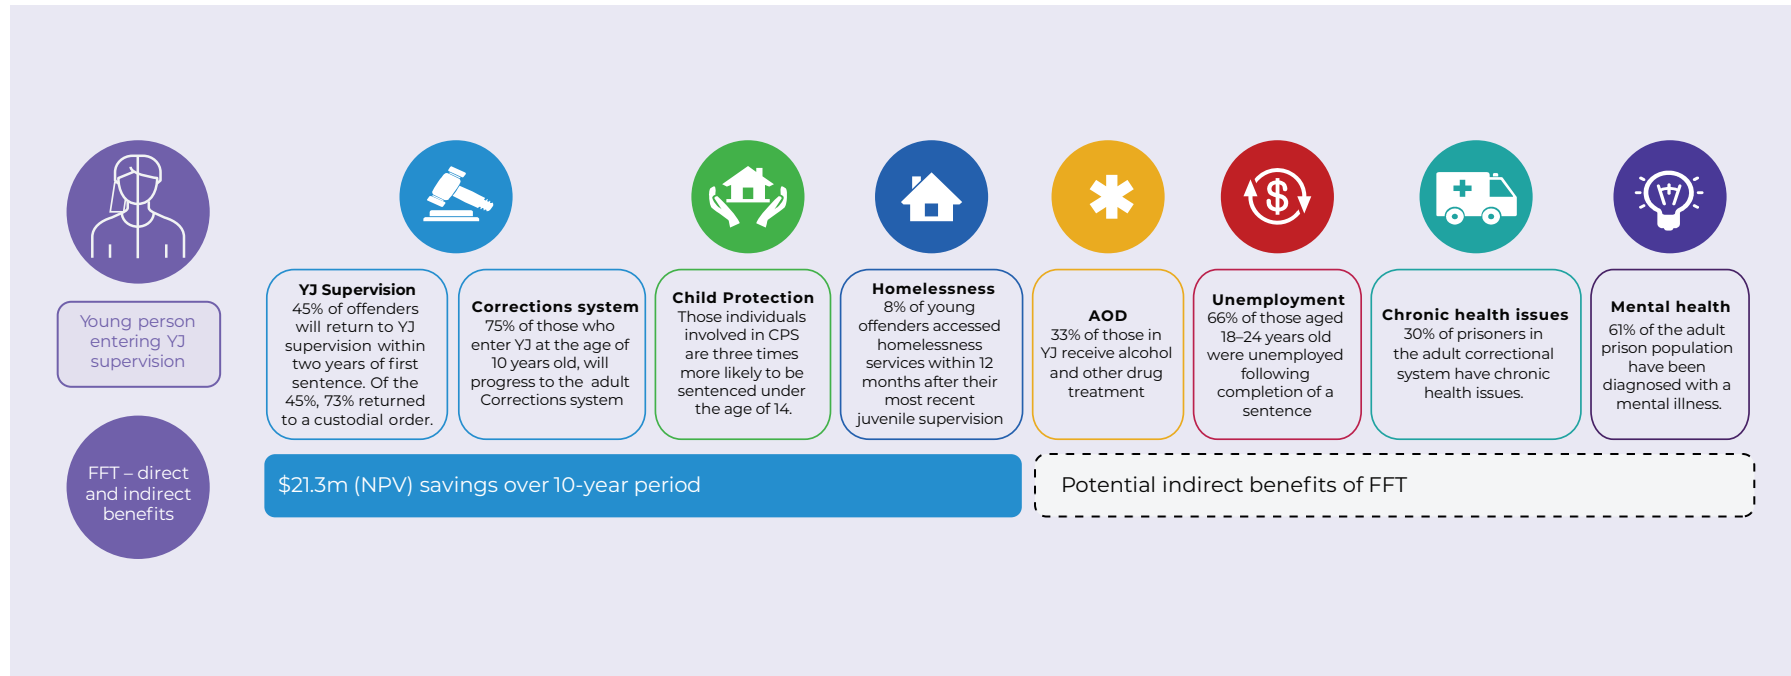 Young person
entering YJ
supervision
FFT – direct
and indirect
benefits
YJ Supervision
45% of offenders
will return to YJ
supervision within
two years of first
sentence. Of the
45%, 73% returned
to a custodial order.
Corrections system
75% of those who
enter YJ at the age of
10 years old, will
progress to the adult
Corrections system
Child Protection
Those individuals
involved in CPS
are three times
more likely to be
sentenced under
the age of 14.
Homelessness
8% of young
offenders accessed
homelessness
services within 12
months after their
most recent
juvenile supervision
AOD
33% of those in
YJ receive alcohol
and other drug
treatment
Unemployment
66% of those aged
18–24 years old
were unemployed
following
completion of a
sentence
Chronic health issues
30% of prisoners in
the adult correctional
system have chronic
health issues.
Mental health
61% of the adult
prison population
have been
diagnosed with a
mental illness.
$21.3m (NPV) savings over 10-year period
Potential indirect benefits of FFT